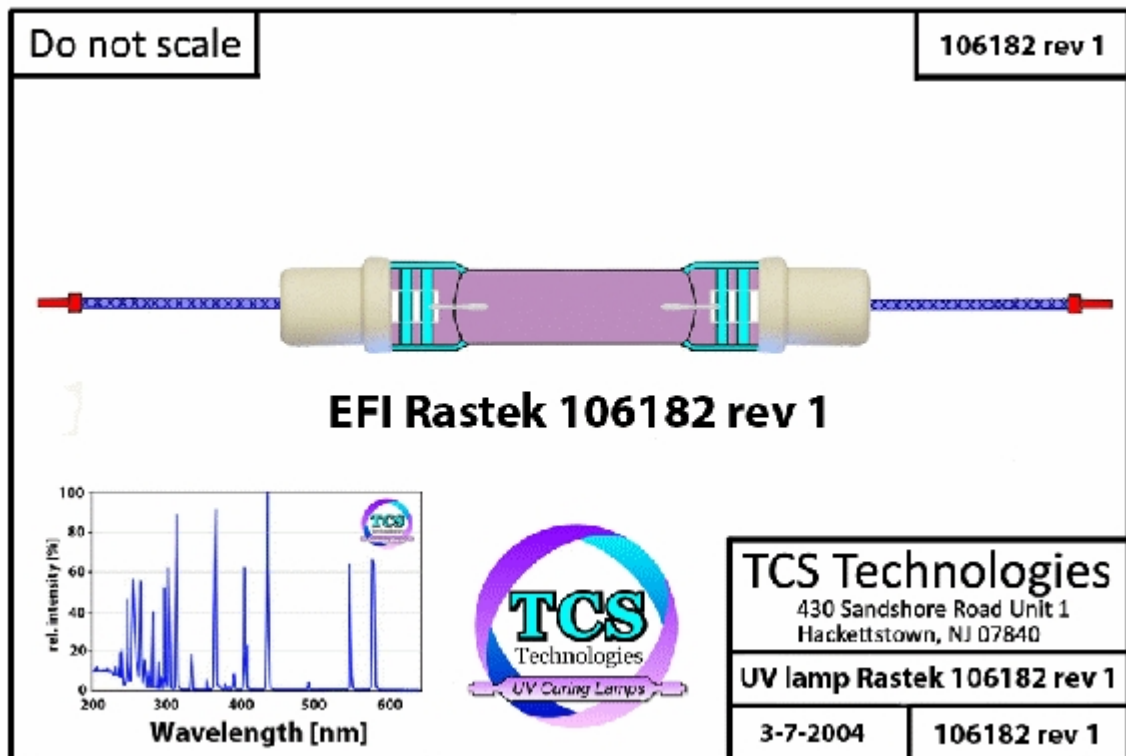 Do not scale
106182 rev 1
EFI Rastek 106182 rev 1
100
80
60
40
20
0
rel. intensity [%]
200 300 400 500 600
Wavelength [nm]
TCS
TCS
Technologies
UV Curing Lamps
TCS Technologies
430 Sandshore Road Unit 1
Hackettstown, NJ 07840
UV lamp Rastek 106182 rev 1
3-7-2004
106182 rev 1